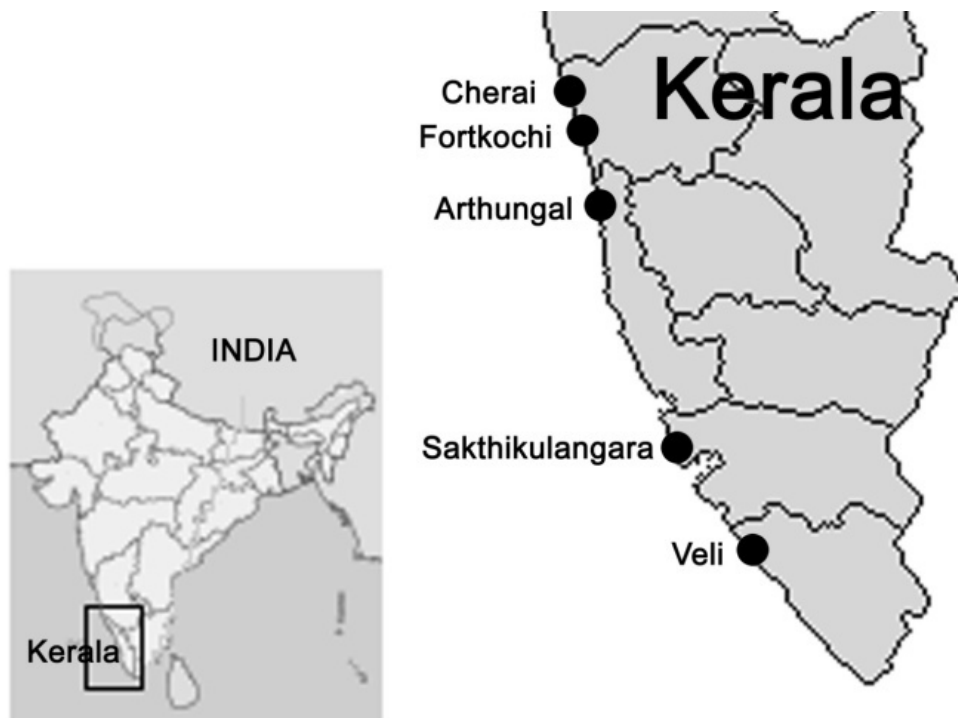 Kerala
Cherai
Fortkochi
Arthungal
INDIA
Sakthikulangara
Veli
Kerala